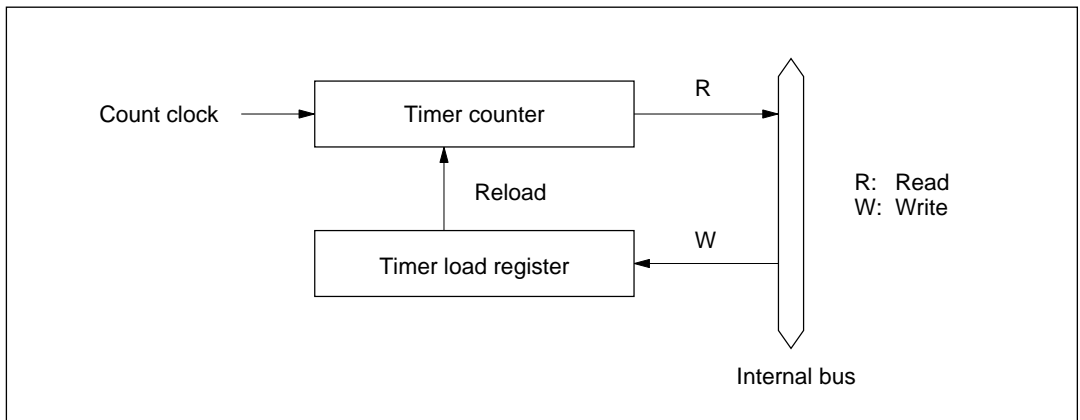 Count clock
Timer counter
R
Reload
R: Read
W: Write
Timer load register
W
Internal bus